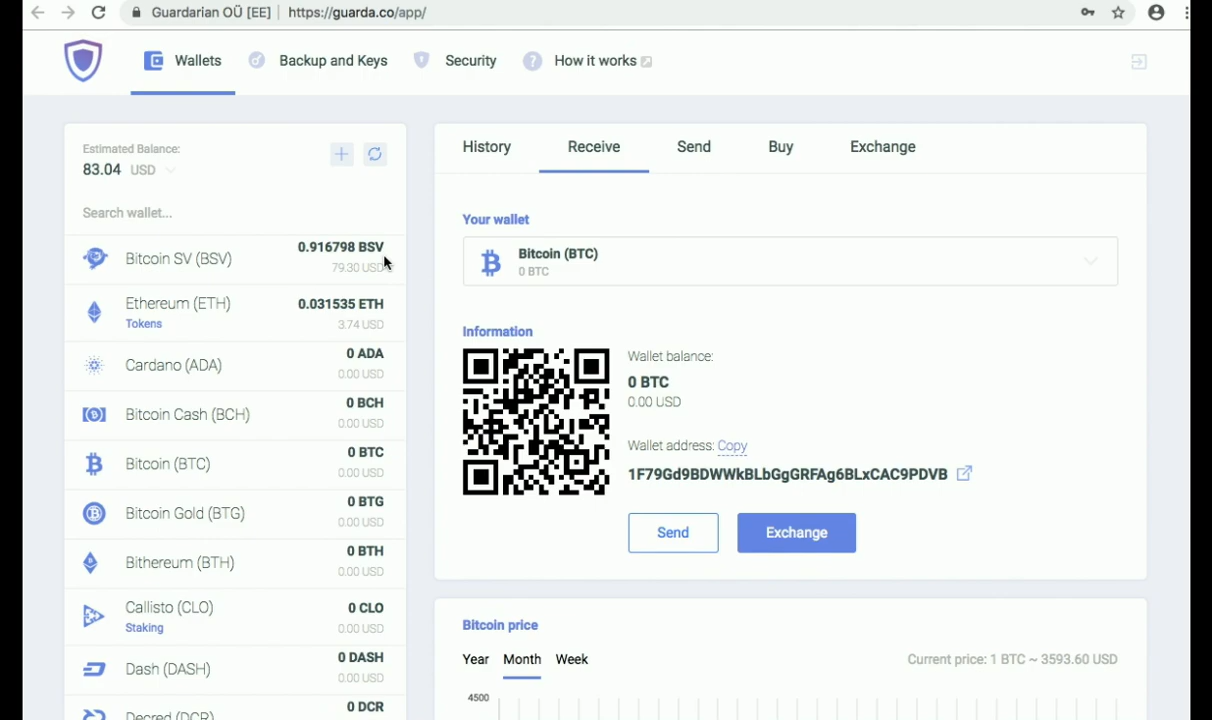 Guardarian OÜ [EE] | https://guarda.co/app/
Wallets
Backup and Keys
Security
? How it works
Estimated Balance:
83.04 USD
Search wallet...
Bitcoin SV (BSV)
0.916798 BSV
79.30 USD
Ethereum (ETH)
Tokens
0.031535 ETH
3.74 USD
Cardano (ADA)
0 ADA
0.00 USD
Bitcoin Cash (BCH)
0 BCH
0.00 USD
Bitcoin (BTC)
0 BTC
0.00 USD
Bitcoin Gold (BTG)
0 BTG
0.00 USD
Bithereum (BTH)
0 BTH
0.00 USD
Callisto (CLO)
Staking
0 CLO
0.00 USD
Dash (DASH)
0 DASH
0.00 USD
Decred (DCR)
0 DCR
History
Receive
Send
Buy
Exchange
Your wallet
Bitcoin (BTC)
0 BTC
Information
Wallet balance:
0 BTC
0.00 USD
Wallet address: Copy
1F79Gd9BDWWkBLbGgGRFAg6BLxCAC9PDVB
Send
Exchange
Bitcoin price
Year Month Week
Current price: 1 BTC ~ 3593.60 USD
4500